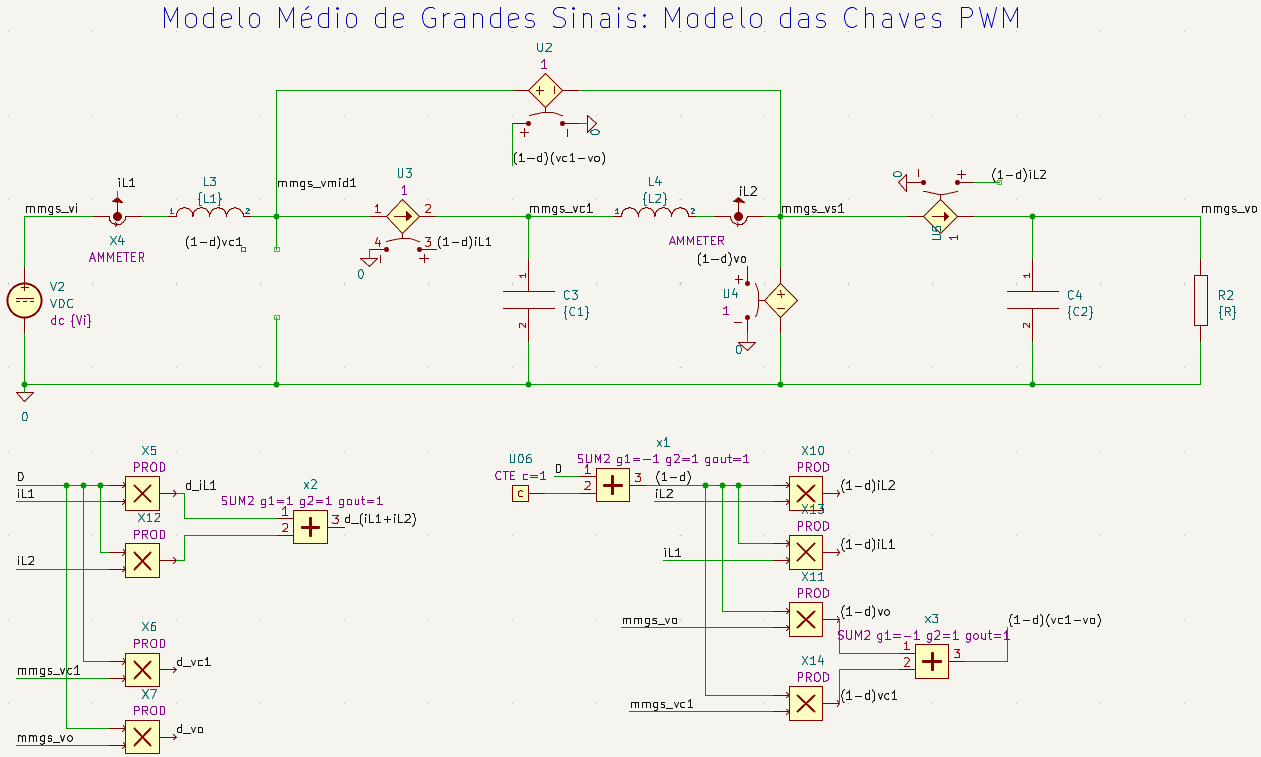 Modelo Médio de Grandes Sinais: Modelo das Chaves PWM
U2
1
+ -
+ - 0
(1-d)(vc1-vo)
mmgs_vi
iL1
X4
AMMETER
1 L3 2
{L1}
mmgs_vmid1
(1-d)vc1
U3
1
1 2
4 3
- +
(1-d)iL1
0
mmgs_vc1
1 L4 2
{L2}
iL2
AMMETER
mmgs_vs1
(1-d)vo
+
U4
1
-
0
+
-
0 - +
(1-d)iL2
U5
1
mmgs_vo
V2
VDC
dc {Vi}
+
1
C3
{C1}
2
1
C4
{C2}
2
R2
{R}
0
X5
PROD
D
iL1
d_iL1
X12
PROD
iL2
x2
SUM2 g1=1 g2=1 gout=1
1
2
3
d_(iL1+iL2)
X6
PROD
mmgs_vc1
d_vc1
X7
PROD
mmgs_vo
d_vo
U06
CTE c=1
c
D
x1
SUM2 g1=-1 g2=1 gout=1
1
2
3
(1-d)
iL2
X10
PROD
(1-d)iL2
X13
PROD
iL1
(1-d)iL1
X11
PROD
mmgs_vo
(1-d)vo
X14
PROD
mmgs_vc1
(1-d)vc1
x3
SUM2 g1=-1 g2=1 gout=1
1
2
3
(1-d)(vc1-vo)